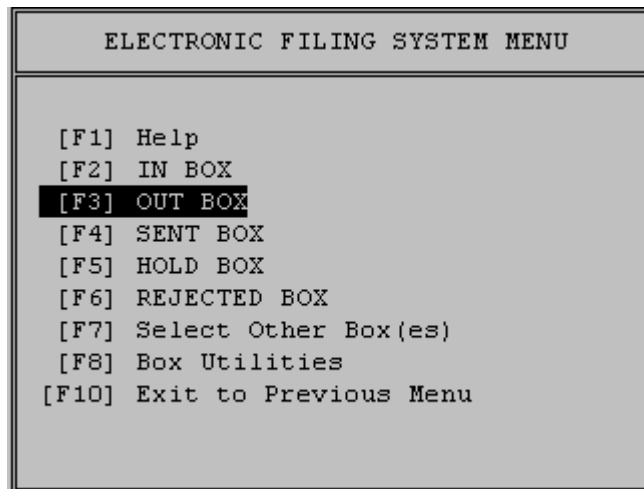 ELECTRONIC FILING SYSTEM MENU
[F1] Help
[F2] IN BOX
[F3] OUT BOX
[F4] SENT BOX
[F5] HOLD BOX
[F6] REJECTED BOX
[F7] Select Other Box(es)
[F8] Box Utilities
[F10] Exit to Previous Menu